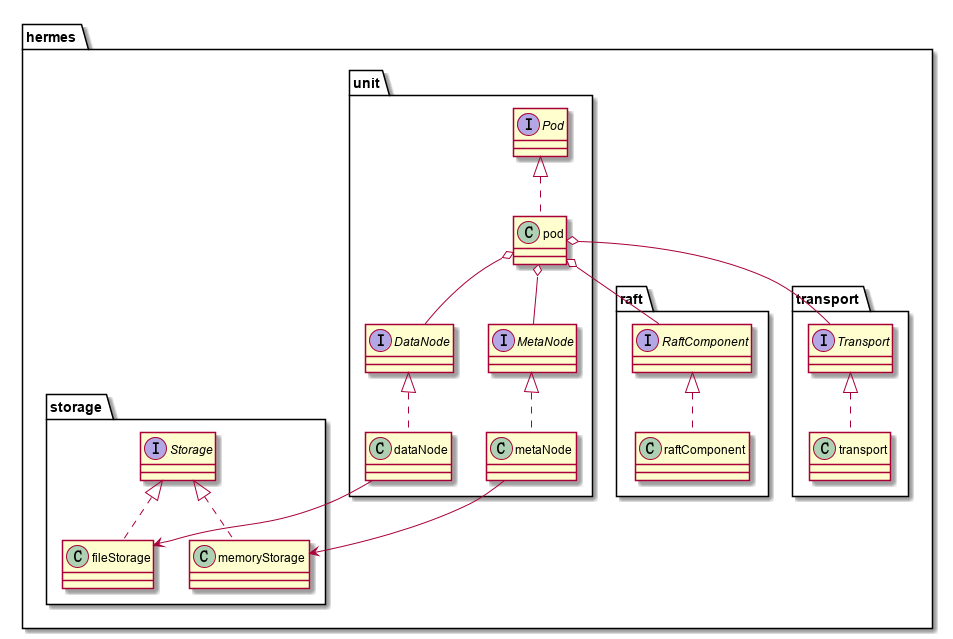 hermes
unit
I Pod
C pod
raft
transport
I DataNode
I MetaNode
I RaftComponent
I Transport
storage
I Storage
C dataNode
C metaNode
C raftComponent
C transport
C fileStorage
C memoryStorage